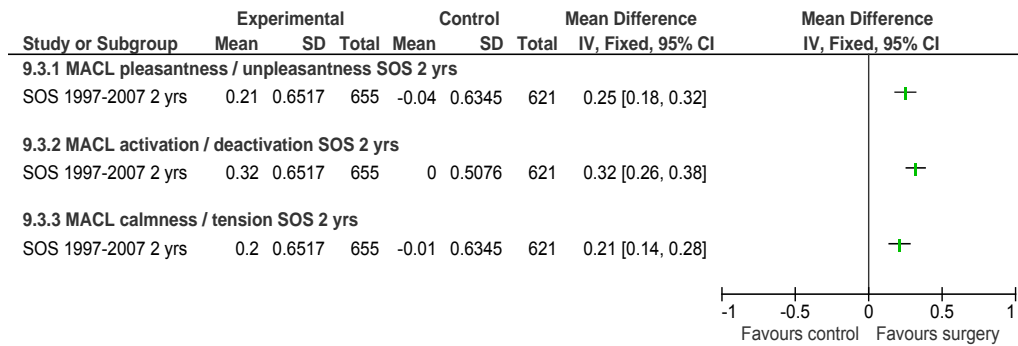 Experimental Control Mean Difference Mean Difference
Study or Subgroup Mean SD Total Mean SD Total IV, Fixed, 95% CI IV, Fixed, 95% CI
9.3.1 MACL pleasantness / unpleasantness SOS 2 yrs
SOS 1997-2007 2 yrs 0.21 0.6517 655 -0.04 0.6345 621 0.25 [0.18, 0.32]
9.3.2 MACL activation / deactivation SOS 2 yrs
SOS 1997-2007 2 yrs 0.32 0.6517 655 0 0.5076 621 0.32 [0.26, 0.38]
9.3.3 MACL calmness / tension SOS 2 yrs
SOS 1997-2007 2 yrs 0.2 0.6517 655 -0.01 0.6345 621 0.21 [0.14, 0.28]
-1 -0.5 0 0.5 1
Favours control Favours surgery